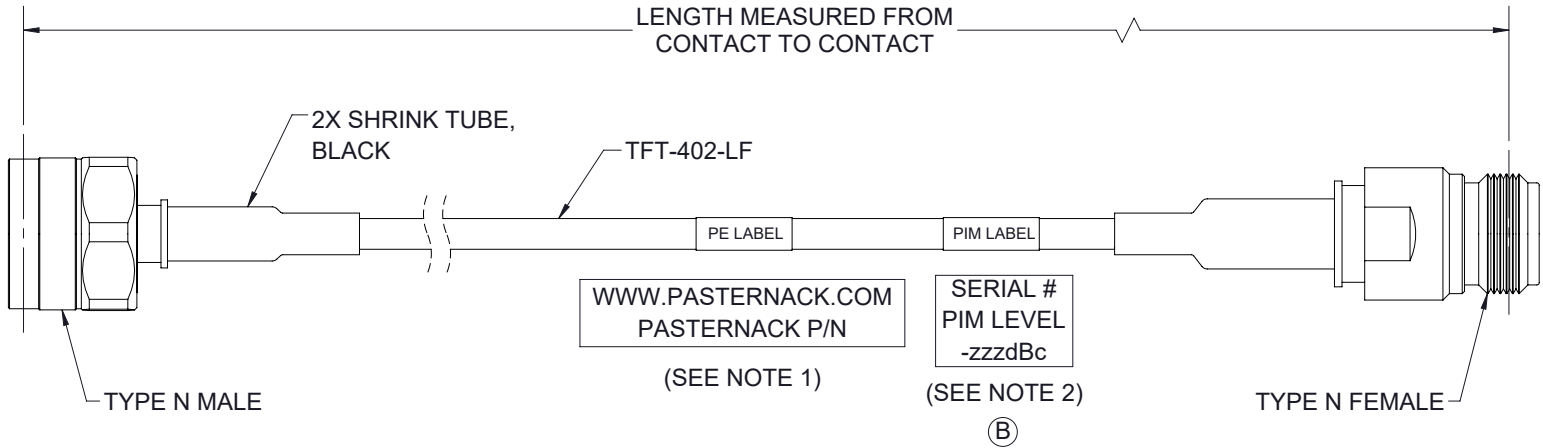 LENGTH MEASURED FROM
CONTACT TO CONTACT
2X SHRINK TUBE,
BLACK
TFT-402-LF
PE LABEL
PIM LABEL
WWW.PASTERNACK.COM
PASTERNACK P/N
(SEE NOTE 1)
SERIAL #
PIM LEVEL
-zzzdBc
(SEE NOTE 2)
B
TYPE N MALE
TYPE N FEMALE